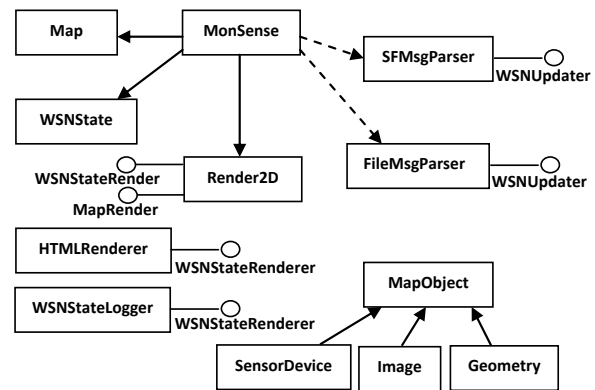 Map
MonSense
SFMsgParser
WSNUpdater
WSNState
FileMsgParser
WSNStateRender
Render2D
WSNUpdater
MapRender
HTMLRenderer
WSNStateRenderer
MapObject
WSNStateLogger
WSNStateRenderer
SensorDevice
Image
Geometry